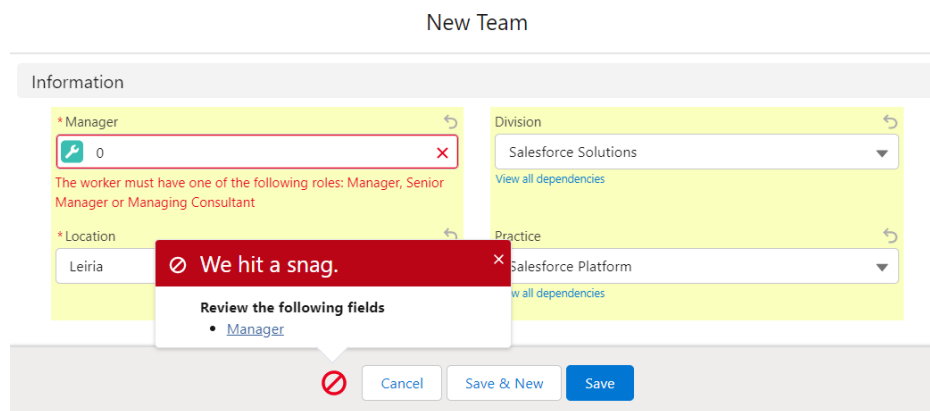 New Team
Information
* Manager
0
The worker must have one of the following roles: Manager, Senior
Manager or Managing Consultant
Division
Salesforce Solutions
View all dependencies
* Location
Leiria
Practice
Salesforce Platform
all dependencies
We hit a snag.
Review the following fields
• Manager
Cancel
Save & New
Save